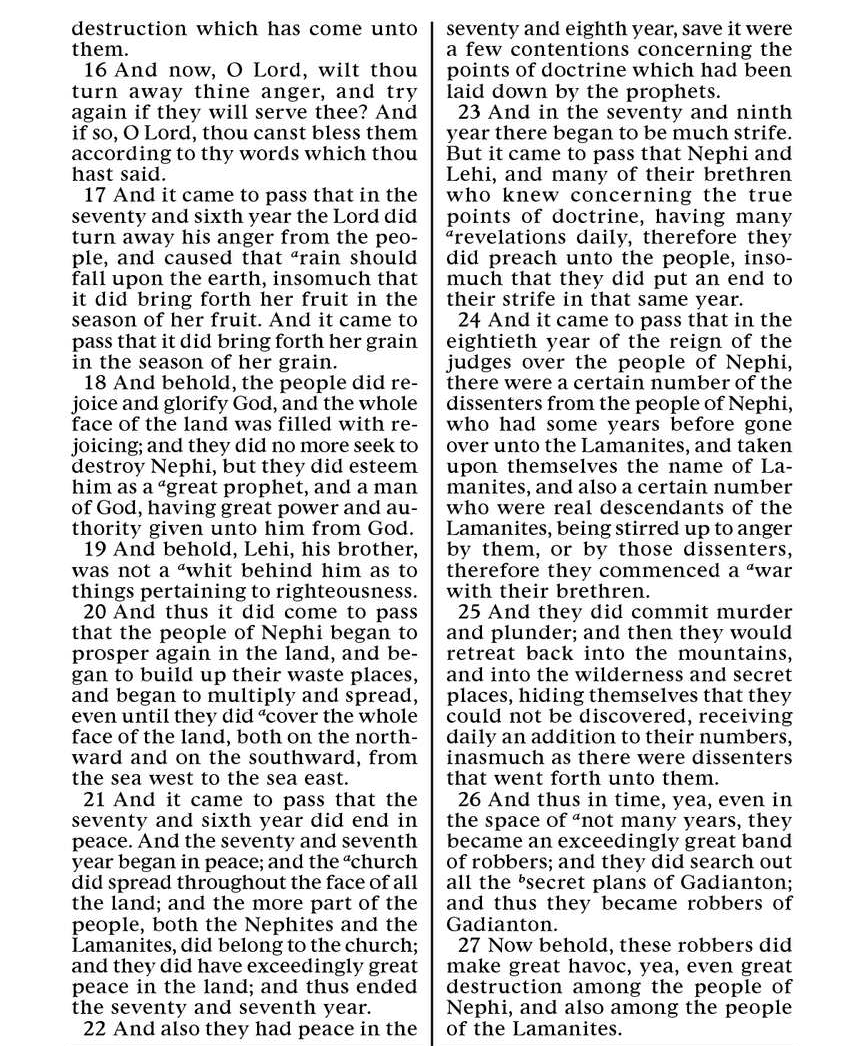 destruction which has come unto
them.
16 And now, O Lord, wilt thou
turn away thine anger, and try
again if they will serve thee? And
if so, O Lord, thou canst bless them
according to thy words which thou
hast said.
17 And it came to pass that in the
seventy and sixth year the Lord did
turn away his anger from the peo-
ple, and caused that ᵃrain should
fall upon the earth, insomuch that
it did bring forth her fruit in the
season of her fruit. And it came to
pass that it did bring forth her grain
in the season of her grain.
18 And behold, the people did re-
joice and glorify God, and the whole
face of the land was filled with re-
joicing; and they did no more seek to
destroy Nephi, but they did esteem
him as a ᵃgreat prophet, and a man
of God, having great power and au-
thority given unto him from God.
19 And behold, Lehi, his brother,
was not a ᵃwhit behind him as to
things pertaining to righteousness.
20 And thus it did come to pass
that the people of Nephi began to
prosper again in the land, and be-
gan to build up their waste places,
and began to multiply and spread,
even until they did ᵃcover the whole
face of the land, both on the north-
ward and on the southward, from
the sea west to the sea east.
21 And it came to pass that the
seventy and sixth year did end in
peace. And the seventy and seventh
year began in peace; and the ᵃchurch
did spread throughout the face of all
the land; and the more part of the
people, both the Nephites and the
Lamanites, did belong to the church;
and they did have exceedingly great
peace in the land; and thus ended
the seventy and seventh year.
22 And also they had peace in the
seventy and eighth year, save it were
a few contentions concerning the
points of doctrine which had been
laid down by the prophets.
23 And in the seventy and ninth
year there began to be much strife.
But it came to pass that Nephi and
Lehi, and many of their brethren
who knew concerning the true
points of doctrine, having many
ᵃrevelations daily, therefore they
did preach unto the people, inso-
much that they did put an end to
their strife in that same year.
24 And it came to pass that in the
eightieth year of the reign of the
judges over the people of Nephi,
there were a certain number of the
dissenters from the people of Nephi,
who had some years before gone
over unto the Lamanites, and taken
upon themselves the name of La-
manites, and also a certain number
who were real descendants of the
Lamanites, being stirred up to anger
by them, or by those dissenters,
therefore they commenced a ᵃwar
with their brethren.
25 And they did commit murder
and plunder; and then they would
retreat back into the mountains,
and into the wilderness and secret
places, hiding themselves that they
could not be discovered, receiving
daily an addition to their numbers,
inasmuch as there were dissenters
that went forth unto them.
26 And thus in time, yea, even in
the space of ᵃnot many years, they
became an exceedingly great band
of robbers; and they did search out
all the ᵇsecret plans of Gadianton;
and thus they became robbers of
Gadianton.
27 Now behold, these robbers did
make great havoc, yea, even great
destruction among the people of
Nephi, and also among the people
of the Lamanites.